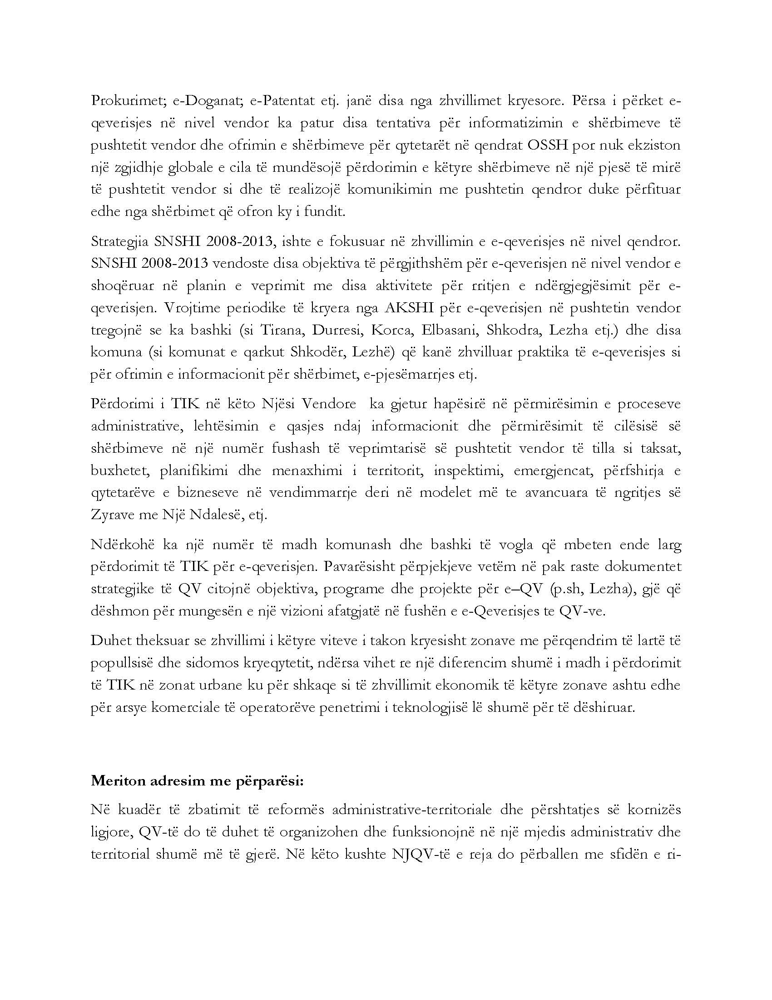 Prokurimet; e-Doganat; e-Patentat etj. janë disa nga zhvillimet kryesore. Përsa i përket e-
qeverisjes në nivel vendor ka patur disa tentativa për informatizimin e shërbimeve të
pushtetit vendor dhe ofrimin e shërbimeve për qytetarët në qendrat OSSH por nuk ekziston
një zgjidhje globale e cila të mundësojë përdorimin e këtyre shërbimeve në një pjesë të mirë
të pushtetit vendor si dhe të realizojë komunikimin me pushtetin qendror duke përfituar
edhe nga shërbimet që ofron ky i fundit.
Strategjia SNSHI 2008-2013, ishte e fokusuar në zhvillimin e e-qeverisjes në nivel qendror.
SNSHI 2008-2013 vendoste disa objektiva të përgjithshëm për e-qeverisjen në nivel vendor e
shoqëruar në planin e veprimit me disa aktivitete për rritjen e ndërgjegjësimit për e-
qeverisjen. Vrojtime periodike të kryera nga AKSHI për e-qeverisjen në pushtetin vendor
tregojnë se ka bashki (si Tirana, Durresi, Korca, Elbasani, Shkodra, Lezha etj.) dhe disa
komuna (si komunat e qarkut Shkodër, Lezhë) që kanë zhvilluar praktika të e-qeverisjes si
për ofrimin e informacionit për shërbimet, e-pjesëmarrjes etj.
Përdorimi i TIK në këto Njësi Vendore ka gjetur hapësirë në përmirësimin e proceseve
administrative, lehtësimin e qasjes ndaj informacionit dhe përmirësimit të cilësisë së
shërbimeve në një numër fushash të veprimtarisë së pushtetit vendor të tilla si taksat,
buxhetet, planifikimi dhe menaxhimi i territorit, inspektimi, emergjencat, përfshirja e
qytetarëve e bizneseve në vendimmarrje deri në modelet më te avancuara të ngritjes së
Zyrave me Një Ndalesë, etj.
Ndërkohë ka një numër të madh komunash dhe bashki të vogla që mbeten ende larg
përdorimit të TIK për e-qeverisjen. Pavarësisht përpjekjeve vetëm në pak raste dokumentet
strategjike të QV citojnë objektiva, programe dhe projekte për e–QV (p.sh, Lezha), gjë që
dëshmon për mungesën e një vizioni afatgjatë në fushën e e-Qeverisjes te QV-ve.
Duhet theksuar se zhvillimi i këtyre viteve i takon kryesisht zonave me përqendrim të lartë të
popullsisë dhe sidomos kryeqytetit, ndërsa vihet re një diferencim shumë i madh i përdorimit
të TIK në zonat urbane ku për shkaqe si të zhvillimit ekonomik të këtyre zonave ashtu edhe
për arsye komerciale të operatorëve penetrimi i teknologjisë lë shumë për të dëshiruar.
Meriton adresim me përparësi:
Në kuadër të zbatimit të reformës administrative-territoriale dhe përshtatjes së kornizës
ligjore, QV-të do të duhet të organizohen dhe funksionojnë në një mjedis administrativ dhe
territorial shumë më të gjerë. Në këto kushte NJQV-të e reja do përballen me sfidën e ri-